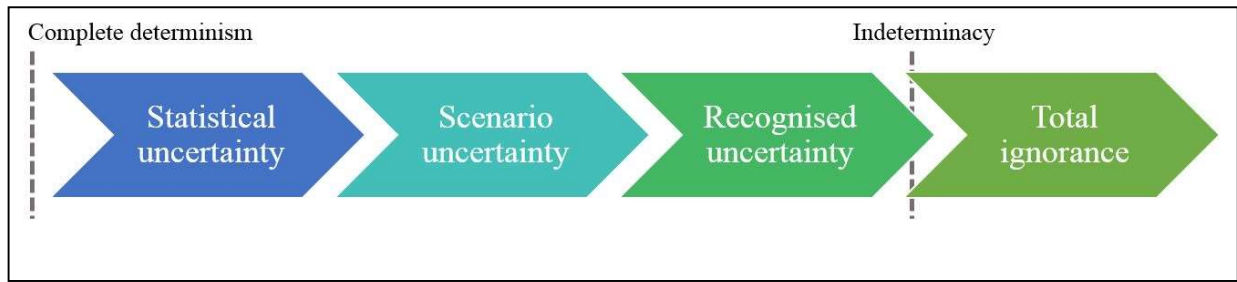 Complete determinism
Indeterminacy
Statistical
uncertainty
Scenario
uncertainty
Recognised
uncertainty
Total
ignorance